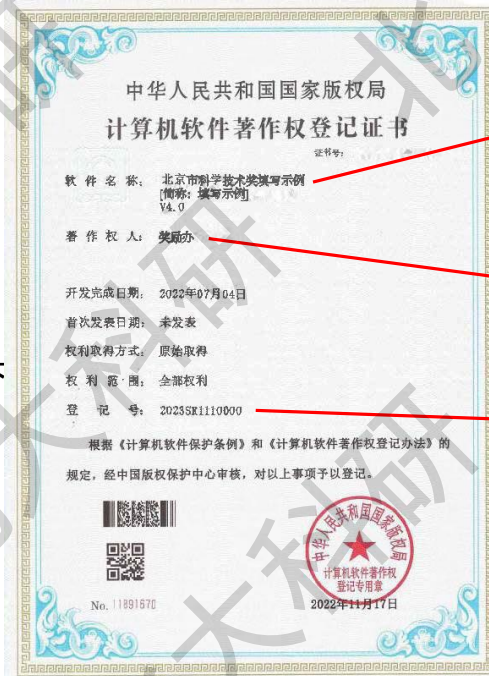 中华人民共和国国家版权局
计算机软件著作权登记证书
证书号：
软件名称： 北京市科学技术奖填写示例
[简称：填写示例]
V4.0
著作权人： 奖励办
开发完成日期： 2022年07月04日
首次发表日期： 未发表
权利取得方式： 原始取得
权利范围： 全部权利
登记号： 2023SR1110000
根据《计算机软件保护条例》和《计算机软件著作权登记办法》的
规定，经中国版权保护中心审核，对以上事项予以登记。
中华人民共和国国家版权局
计算机软件著作权
登记专用章
No. 11891670
2022年11月17日